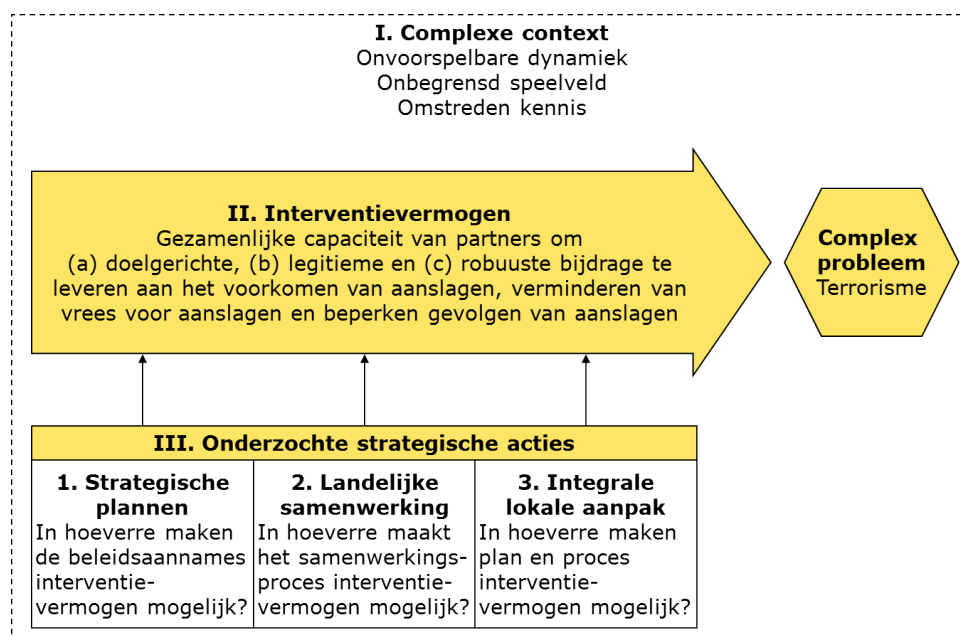 I. Complexe context
Onvoorspelbare dynamiek
Onbegrensd speelveld
Omstreden kennis
II. Interventievermogen
Gezamenlijke capaciteit van partners om
(a) doelgerichte, (b) legitieme en (c) robuuste bijdrage te
leveren aan het voorkomen van aanslagen, verminderen van
vrees voor aanslagen en beperken gevolgen van aanslagen
Complex
probleem
Terrorisme
III. Onderzochte strategische acties
1. Strategische
plannen
In hoeverre maken
de beleidsaannames
interventie-
vermogen mogelijk?
2. Landelijke
samenwerking
In hoeverre maakt
het samenwerkings-
proces interventie-
vermogen mogelijk?
3. Integrale
lokale aanpak
In hoeverre maken
plan en proces
interventie-
vermogen mogelijk?